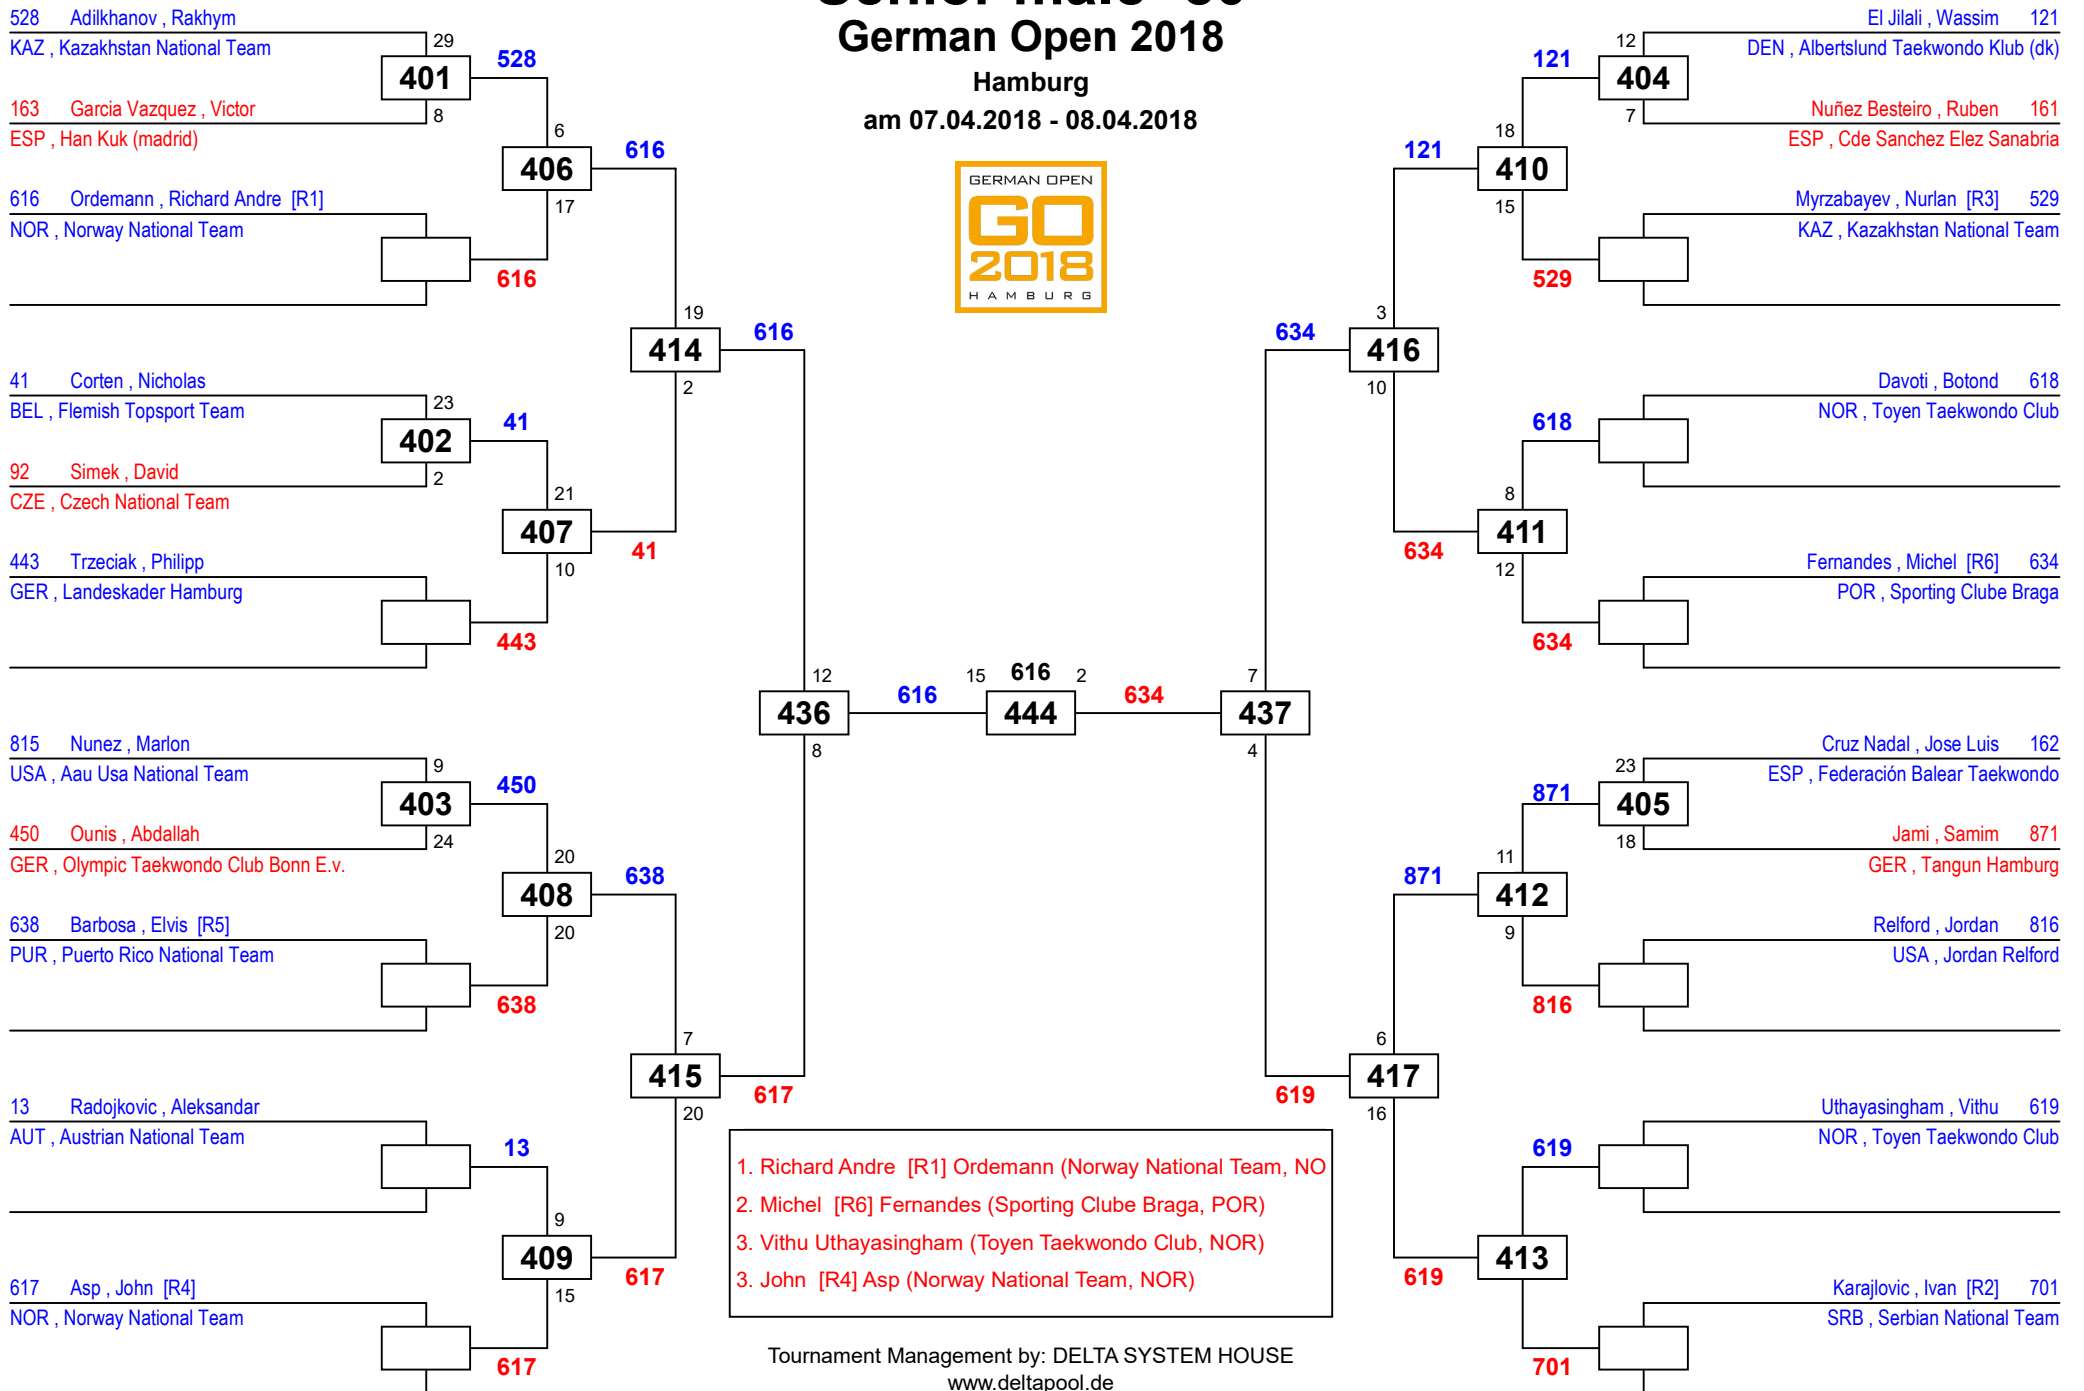 German Open 2018
Hamburg
am 07.04.2018 - 08.04.2018
GERMAN OPEN
GO
2018
HAMBURG
528 Adilkhanov , Rakhym
KAZ , Kazakhstan National Team
29
401
528
163 Garcia Vazquez , Victor
8
ESP , Han Kuk (madrid)
6
406
616
17
616 Ordemann , Richard Andre [R1]
NOR , Norway National Team
616
19
414
616
2
41 Corten , Nicholas
BEL , Flemish Topsport Team
23
402
41
92 Simek , David
2
CZE , Czech National Team
21
407
41
10
443 Trzeciak , Philipp
GER , Landeskader Hamburg
443
12
436
616
8
815 Nunez , Marlon
USA , Aau Usa National Team
9
403
450
450 Ounis , Abdallah
24
GER , Olympic Taekwondo Club Bonn E.v.
20
408
638
20
638 Barbosa , Elvis [R5]
PUR , Puerto Rico National Team
638
7
415
617
20
13 Radojkovic , Aleksandar
AUT , Austrian National Team
13
9
409
617
15
617 Asp , John [R4]
NOR , Norway National Team
617
15 616 2
444
634
El Jilali , Wassim 121
DEN , Albertslund Taekwondo Klub (dk)
12
121
404
7
Nuñez Besteiro , Ruben 161
ESP , Cde Sanchez Elez Sanabria
18
121
410
15
Myrzabayev , Nurlan [R3] 529
KAZ , Kazakhstan National Team
529
3
634
416
10
Davoti , Botond 618
NOR , Toyen Taekwondo Club
618
8
411
634
12
Fernandes , Michel [R6] 634
POR , Sporting Clube Braga
634
7
437
4
Cruz Nadal , Jose Luis 162
ESP , Federación Balear Taekwondo
23
871
405
18
Jami , Samim 871
GER , Tangun Hamburg
11
871
412
9
Relford , Jordan 816
USA , Jordan Relford
816
6
417
619
16
Uthayasingham , Vithu 619
NOR , Toyen Taekwondo Club
619
413
619
Karajlovic , Ivan [R2] 701
SRB , Serbian National Team
701
1. Richard Andre [R1] Ordemann (Norway National Team, NO
2. Michel [R6] Fernandes (Sporting Clube Braga, POR)
3. Vithu Uthayasingham (Toyen Taekwondo Club, NOR)
3. John [R4] Asp (Norway National Team, NOR)
Tournament Management by: DELTA SYSTEM HOUSE
www.deltapool.de